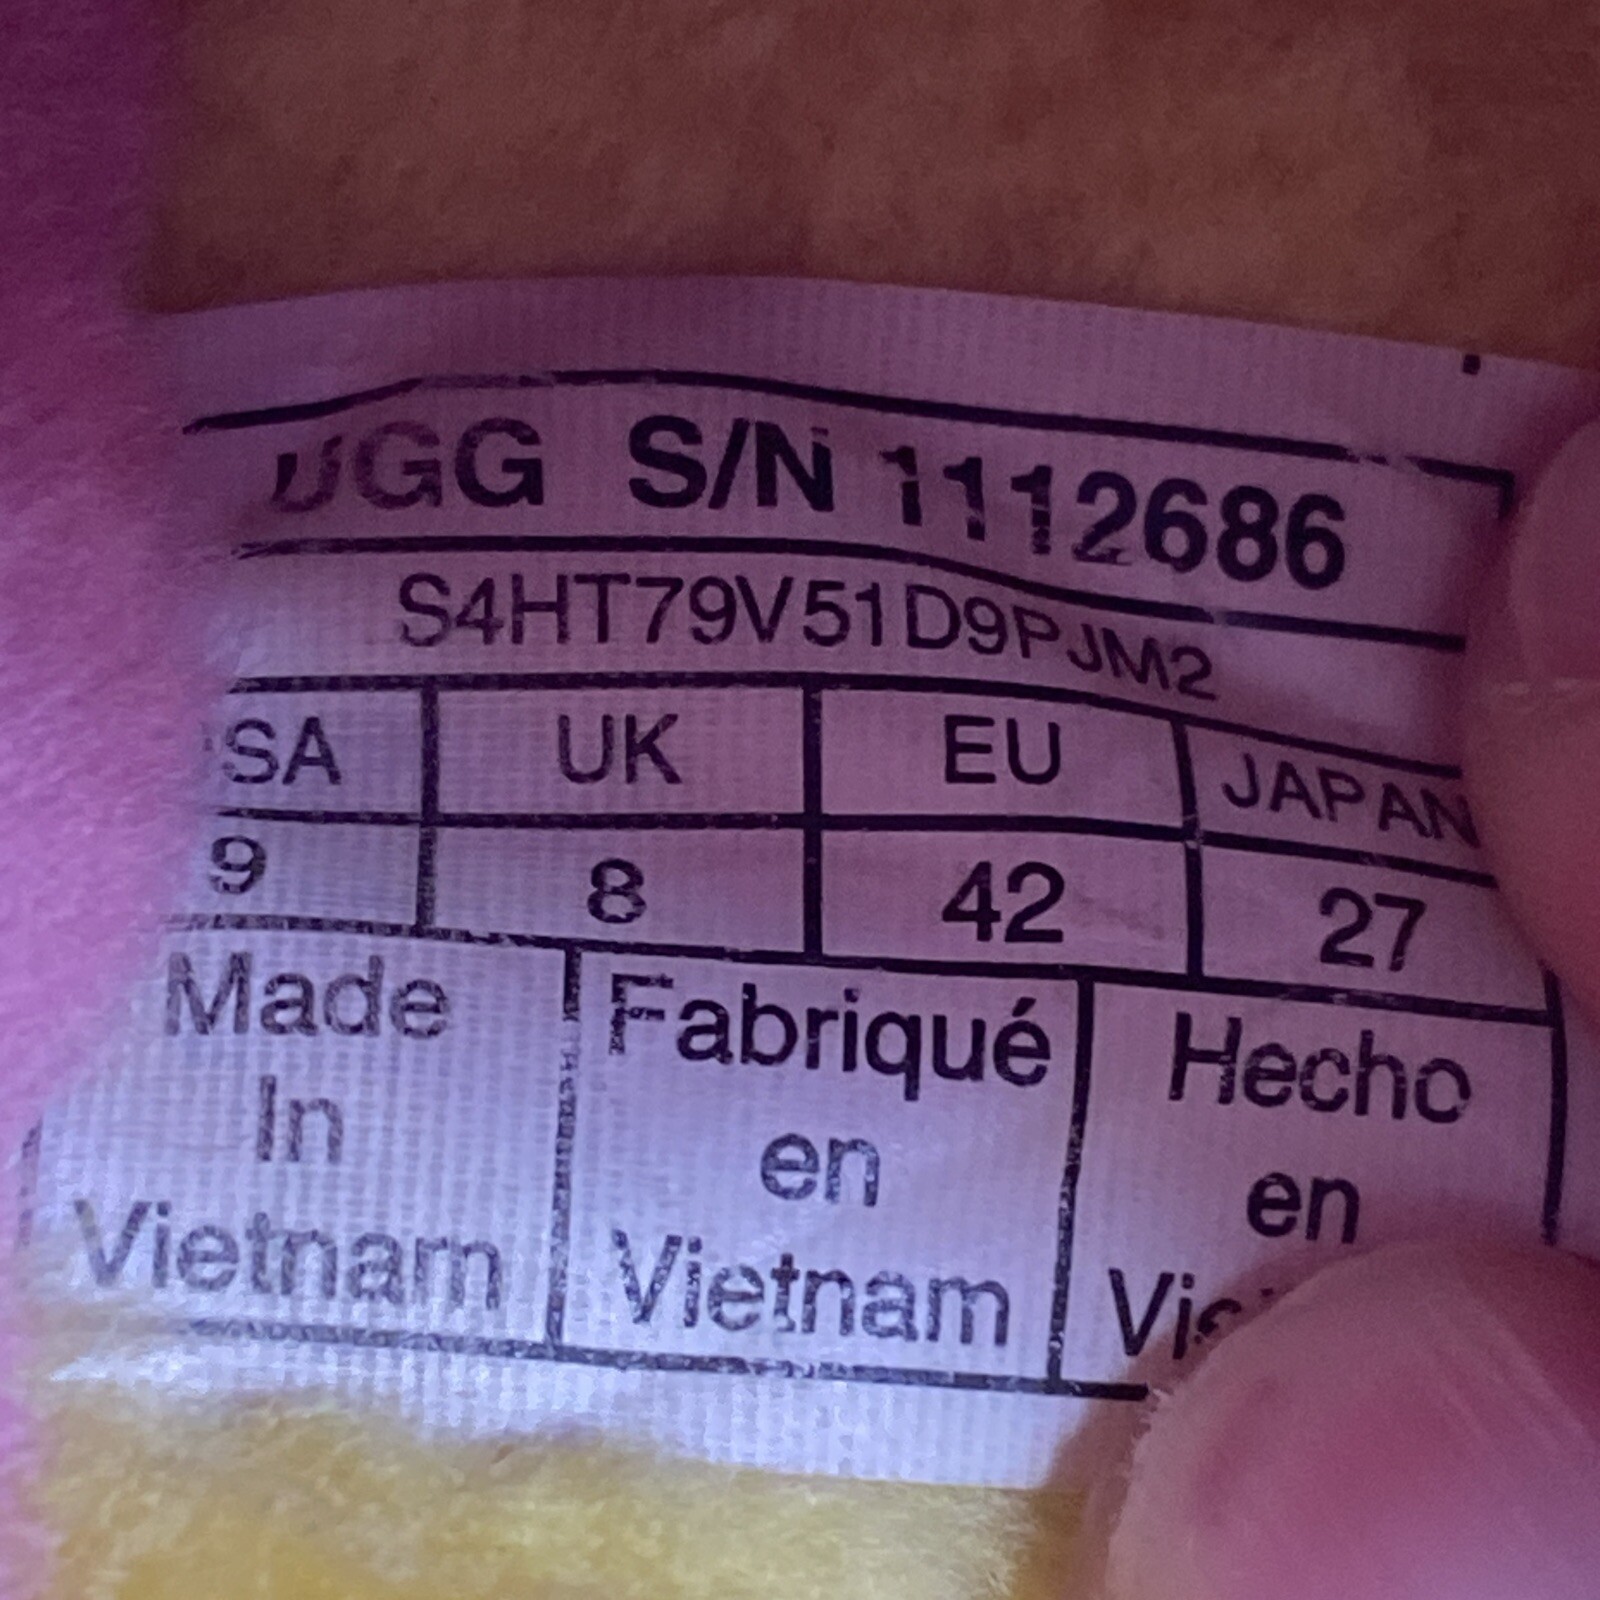 UGG S/N 1112686
S4HT79V51D9PJM2
SA UK EU JAPAN
9 8 42 27
Made Fabriqué Hecho
In en en
Vietnam Vietnam